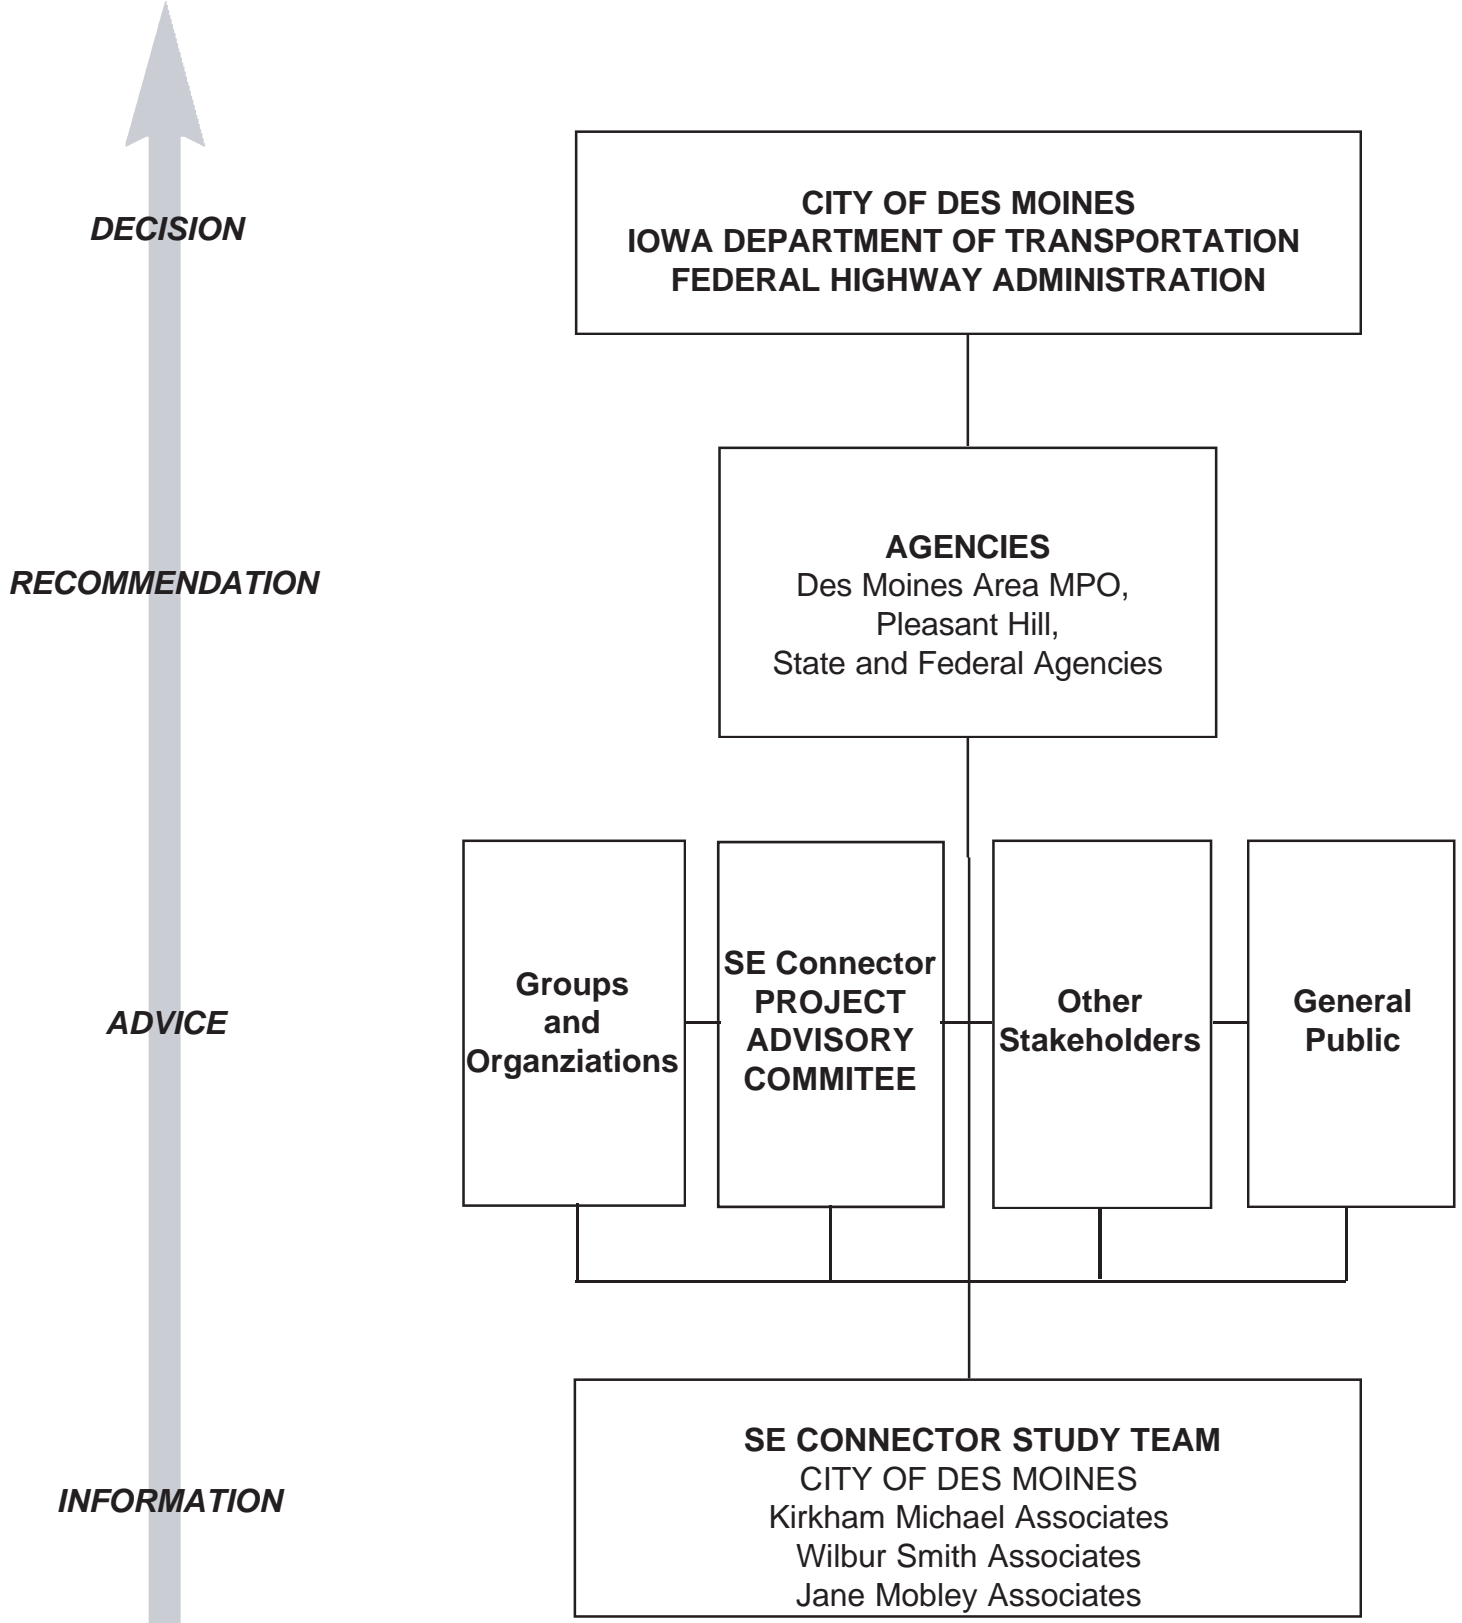 DECISION
CITY OF DES MOINES
IOWA DEPARTMENT OF TRANSPORTATION
FEDERAL HIGHWAY ADMINISTRATION
RECOMMENDATION
AGENCIES
Des Moines Area MPO,
Pleasant Hill,
State and Federal Agencies
ADVICE
Groups
and
Organziations
SE Connector
PROJECT
ADVISORY
COMMITEE
Other
Stakeholders
General
Public
INFORMATION
SE CONNECTOR STUDY TEAM
CITY OF DES MOINES
Kirkham Michael Associates
Wilbur Smith Associates
Jane Mobley Associates